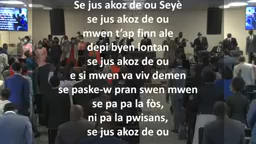 Se jus akoz de ou Seyè
se jus akoz de ou
mwen t'ap finn ale
depi byen lontan
se jus akoz de ou
e si mwen va viv demen
se paske-w pran swen mwen
se pa pa la fòs,
ni pa la pwisans,
se jus akoz de ou